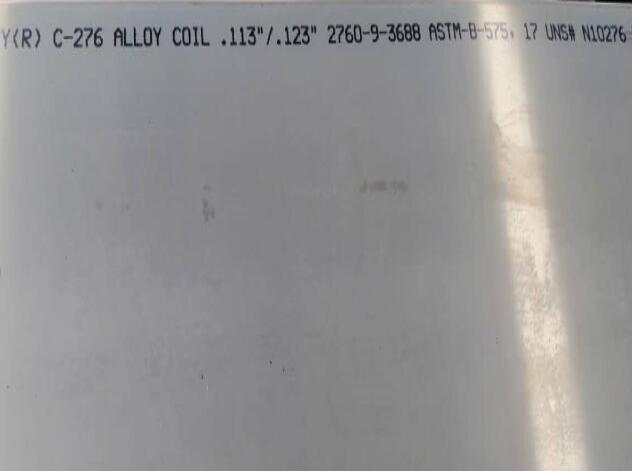 Y(R) C-276 ALLOY COIL .113"/.123" 2760-9-3688 ASTM-B-575, 17 UNS# N10276